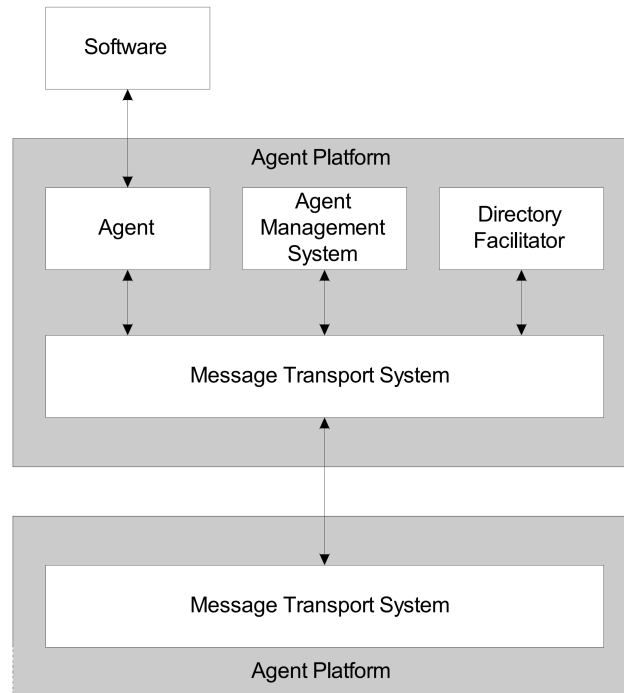 Software
Agent Platform
Agent
Agent
Management
System
Directory
Facilitator
Message Transport System
Message Transport System
Agent Platform